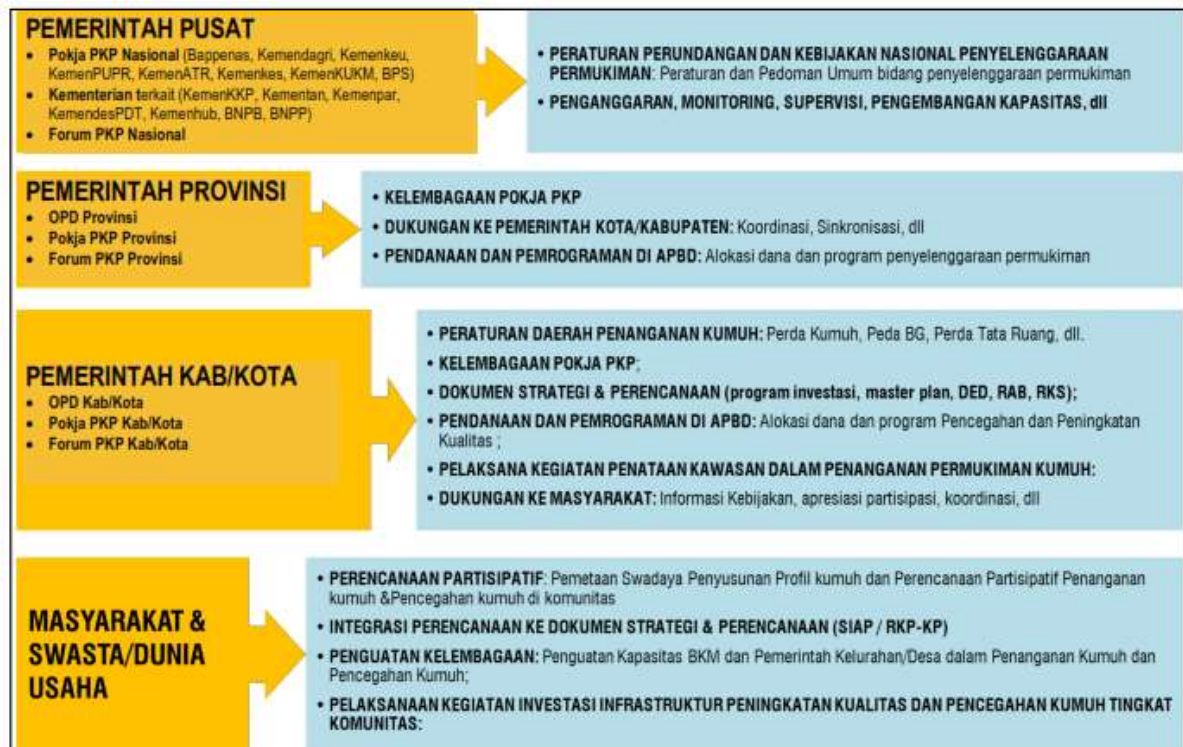 PEMERINTAH PUSAT
• Pokja PKP Nasional (Bappenas, Kemendagri, Kemenkeu,
KemenPUPR, KemenATR, Kemenkes, KemenKUKM, BPS)
• Kementerian terkait (KemenKKP, Kementan, Kemenpar,
KemendesPDT, Kemenhub, BNPB, BNPP)
• Forum PKP Nasional
• PERATURAN PERUNDANGAN DAN KEBIJAKAN NASIONAL PENYELENGGARAAN
PERMUKIMAN: Peraturan dan Pedoman Umum bidang penyelenggaraan permukiman
• PENGANGGARAN, MONITORING, SUPERVISI, PENGEMBANGAN KAPASITAS, dll
PEMERINTAH PROVINSI
• OPD Provinsi
• Pokja PKP Provinsi
• Forum PKP Provinsi
• KELEMBAGAAN POKJA PKP
• DUKUNGAN KE PEMERINTAH KOTA/KABUPATEN: Koordinasi, Sinkronisasi, dll
• PENDANAAN DAN PEMROGRAMAN DI APBD: Alokasi dana dan program penyelenggaraan permukiman
PEMERINTAH KAB/KOTA
• OPD Kab/Kota
• Pokja PKP Kab/Kota
• Forum PKP Kab/Kota
• PERATURAN DAERAH PENANGANAN KUMUH: Perda Kumuh, Peda BG, Perda Tata Ruang, dll.
• KELEMBAGAAN POKJA PKP;
• DOKUMEN STRATEGI & PERENCANAAN (program investasi, master plan, DED, RAB, RKS);
• PENDANAAN DAN PEMROGRAMAN DI APBD: Alokasi dana dan program Pencegahan dan Peningkatan
Kualitas ;
• PELAKSANA KEGIATAN PENATAAN KAWASAN DALAM PENANGANAN PERMUKIMAN KUMUH:
• DUKUNGAN KE MASYARAKAT: Informasi Kebijakan, apresiasi partisipasi, koordinasi, dll
MASYARAKAT &
SWASTA/DUNIA
USAHA
• PERENCANAAN PARTISIPATIF: Pemetaan Swadaya Penyusunan Profil kumuh dan Perencanaan Partisipatif Penanganan
kumuh &Pencegahan kumuh di komunitas
• INTEGRASI PERENCANAAN KE DOKUMEN STRATEGI & PERENCANAAN (SIAP / RKP-KP)
• PENGUATAN KELEMBAGAAN: Penguatan Kapasitas BKM dan Pemerintah Kelurahan/Desa dalam Penanganan Kumuh dan
Pencegahan Kumuh;
• PELAKSANAAN KEGIATAN INVESTASI INFRASTRUKTUR PENINGKATAN KUALITAS DAN PENCEGAHAN KUMUH TINGKAT
KOMUNITAS: